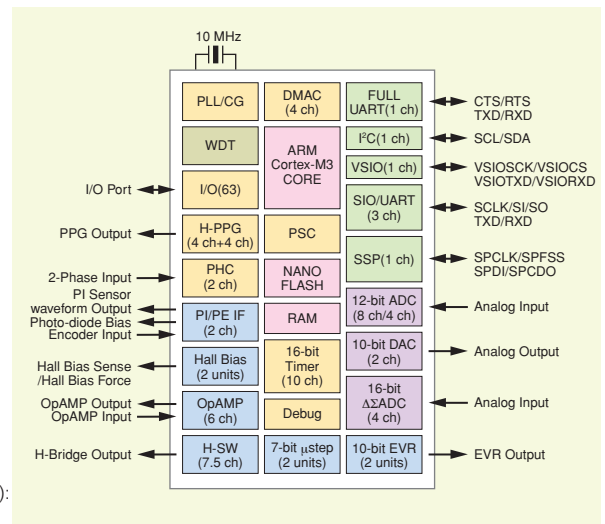 10 MHz
PLL/CG
DMAC
(4 ch)
FULL
UART(1 ch)
CTS/RTS
TXD/RXD
WDT
ARM
Cortex-M3
CORE
I²C(1 ch)
SCL/SDA
VSIO(1 ch)
VSIOSCK/VSIOCS
VSIOTXD/VSIORXD
I/O Port
I/O(63)
SIO/UART
(3 ch)
SCLK/SI/SO
TXD/RXD
PPG Output
H-PPG
(4 ch+4 ch)
PSC
SSP(1 ch)
SPCLK/SPFSS
SPDI/SPCDO
2-Phase Input
PHC
(2 ch)
NANO
FLASH
PI Sensor
waveform Output
Photo-diode Bias
Encoder Input
PI/PE IF
(2 ch)
RAM
12-bit ADC
(8 ch/4 ch)
Analog Input
Hall Bias Sense
/Hall Bias Force
Hall Bias
(2 units)
16-bit
Timer
(10 ch)
10-bit DAC
(2 ch)
Analog Output
OpAMP Output
OpAMP Input
OpAMP
(6 ch)
Debug
16-bit
ΔΣADC
(4 ch)
Analog Input
H-Bridge Output
H-SW
(7.5 ch)
7-bit μstep
(2 units)
10-bit EVR
(2 units)
EVR Output
):